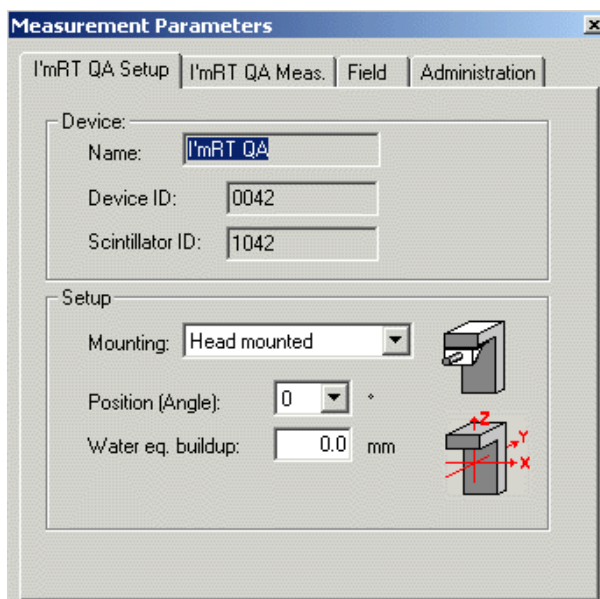 Measurement Parameters
I'mRT QA Setup I'mRT QA Meas. Field Administration
Device:
Name: I'mRT QA
Device ID: 0042
Scintillator ID: 1042
Setup
Mounting: Head mounted
Position (Angle): 0 °
Water eq. buildup: 0.0 mm
Z
Y
X